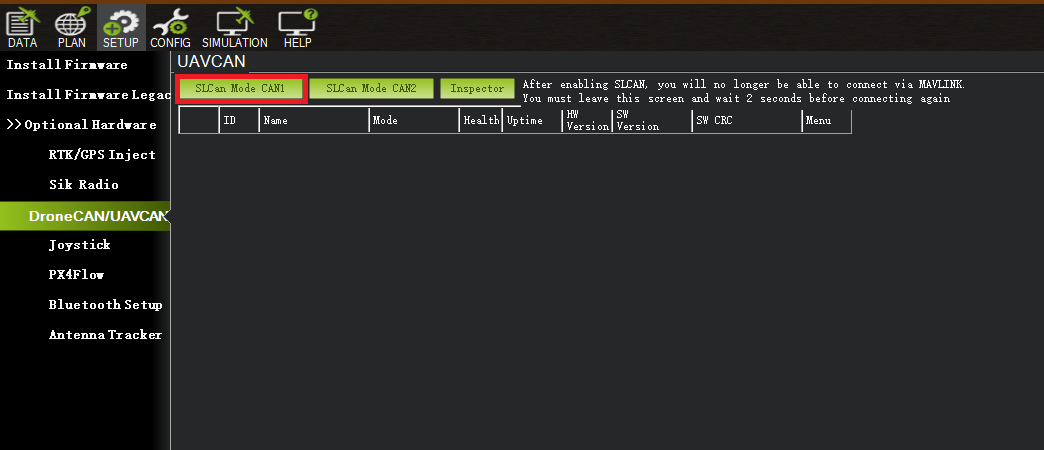 DATA PLAN SETUP CONFIG SIMULATION HELP
Install Firmware
Install Firmware Legac
>>Optional Hardware
RTK/GPS Inject
Sik Radio
DroneCAN/UAVCAN
Joystick
PX4Flow
Bluetooth Setup
Antenna Tracker
UAVCAN
SLCan Mode CAN1 SLCan Mode CAN2 Inspector
After enabling SLCAN, you will no longer be able to connect via MAVLINK.
You must leave this screen and wait 2 seconds before connecting again
ID Name Mode Health Uptime HW Version SW Version SW CRC Menu